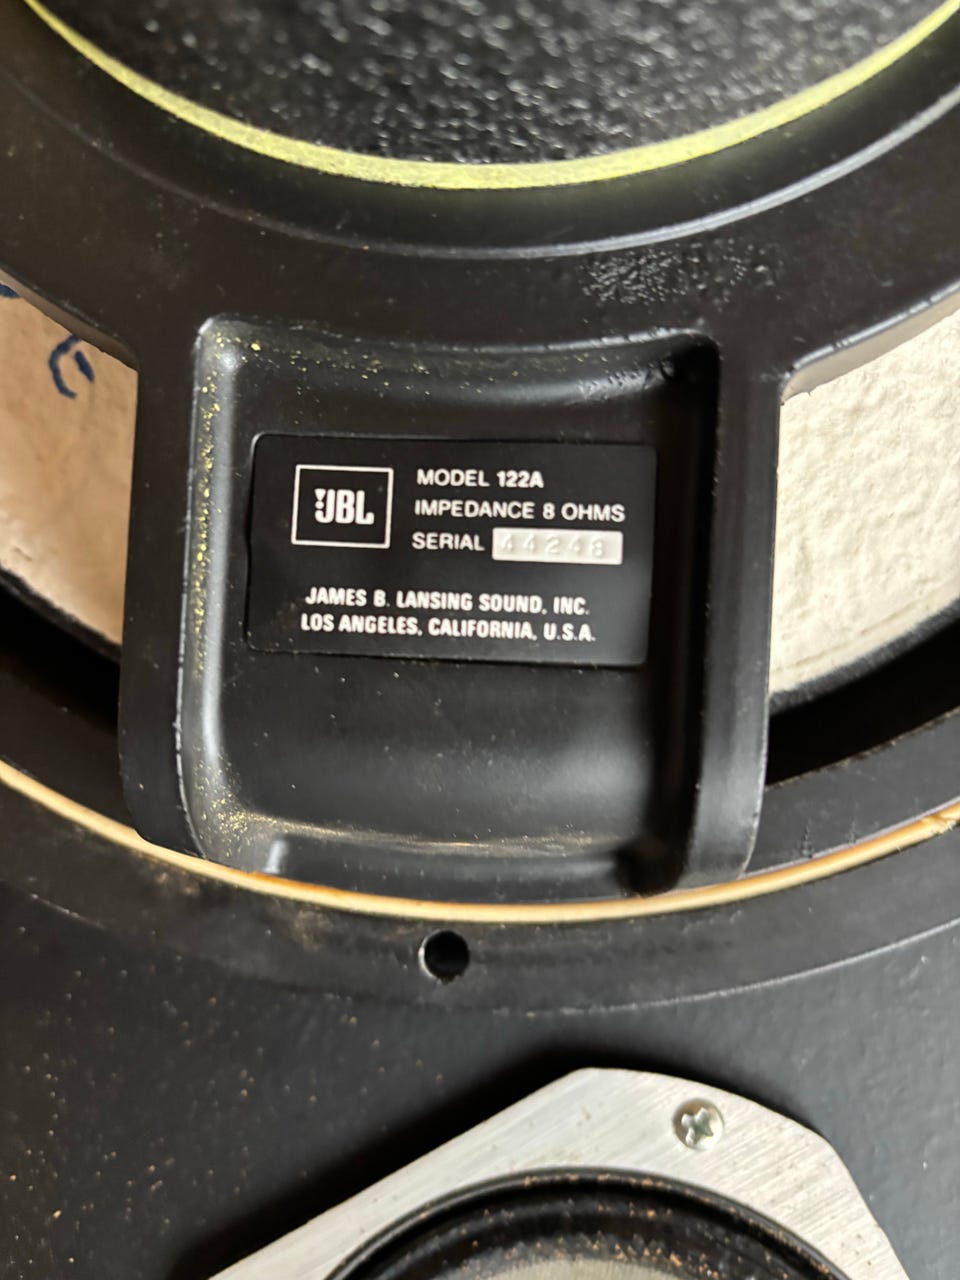 JBL
MODEL 122A
IMPEDANCE 8 OHMS
SERIAL 44248
JAMES B. LANSING SOUND, INC.
LOS ANGELES, CALIFORNIA, U.S.A.